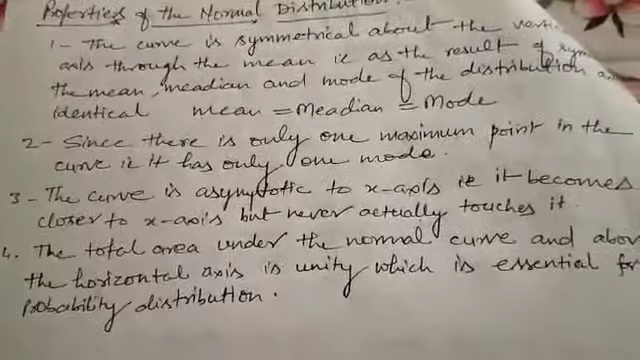 Properties of the Normal Distribution
1- The curve is symmetrical about the
axis through the mean ie as the result of
the mean, meadian and mode of the distribution
identical mean = Meadian = Mode
2- Since there is only one maximum point in the
curve ie it has only one mode.
3- The curve is asymptotic to x-axis ie it becomes
closer to x-axis but never actually touches it.
4. The total area under the normal curve and abov
the horizontal axis is unity which is essential for
Probability distribution.